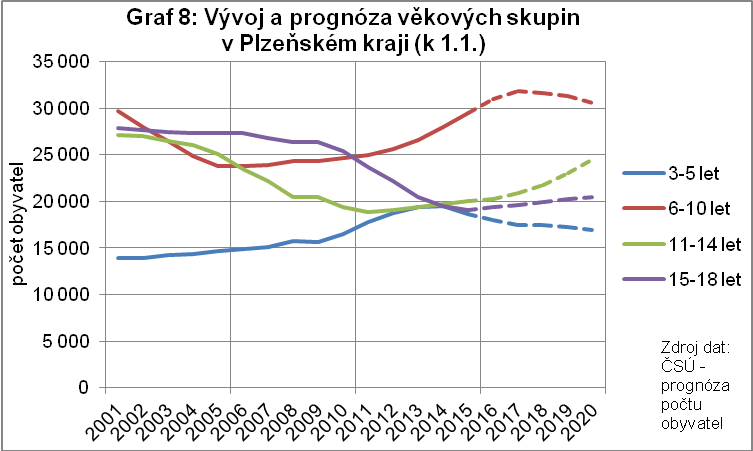 Graf 8: Vývoj a prognóza věkových skupin
v Plzeňském kraji (k 1.1.)
počet obyvatel
35 000
30 000
25 000
20 000
15 000
10 000
5 000
0
2001
2002
2003
2004
2005
2006
2007
2008
2009
2010
2011
2012
2013
2014
2015
2016
2017
2018
2019
2020
3-5 let
6-10 let
11-14 let
15-18 let
Zdroj dat:
ČSÚ -
prognóza
počtu
obyvatel